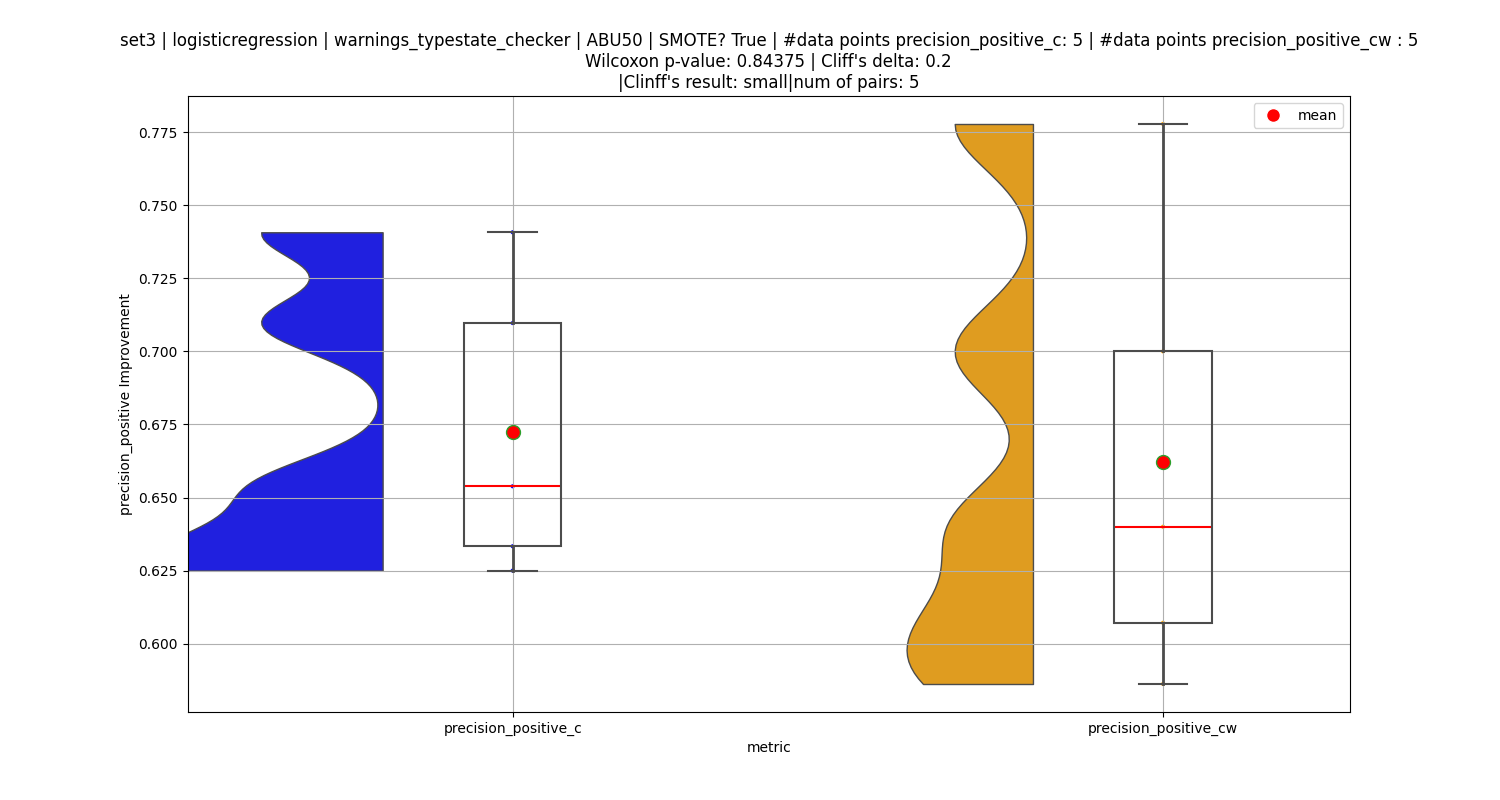 set3 | logisticregression | warnings_typestate_checker | ABU50 | SMOTE? True | #data points precision_positive_c: 5 | #data points precision_positive_cw : 5
Wilcoxon p-value: 0.84375 | Cliff's delta: 0.2
|Clinff's result: small|num of pairs: 5
mean
0.775
0.750
0.725
0.700
0.675
0.650
0.625
0.600
precision_positive Improvement
precision_positive_c
precision_positive_cw
metric